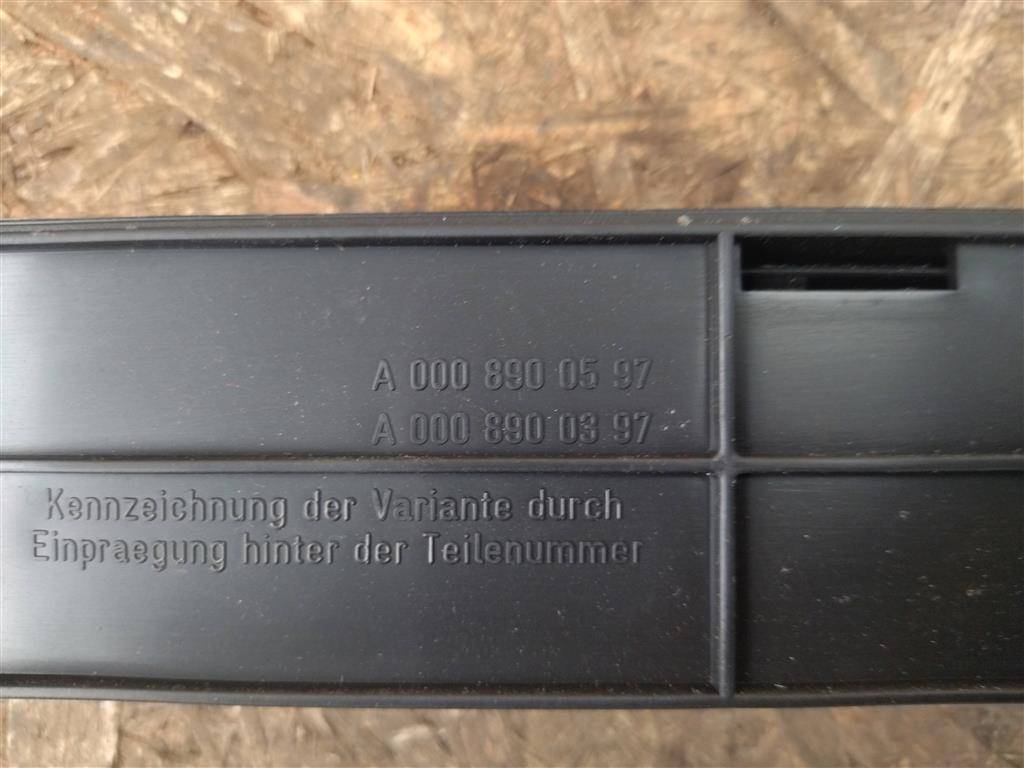 A 000 890 05 97
A 000 890 03 97
Kennzeichnung der Variante durch
Einpraegung hinter der Teilenummer